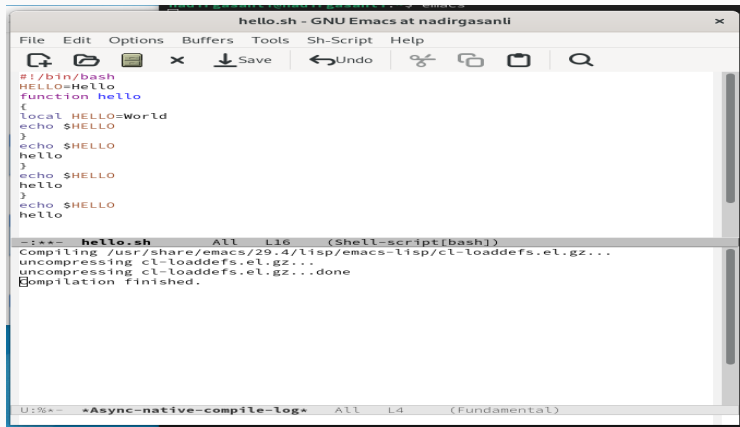 hello.sh - GNU Emacs at nadirgasanli
File Edit Options Buffers Tools Sh-Script Help
Save Undo
#!/bin/bash
HELLO=Hello
function hello
{
local HELLO=World
echo $HELLO
}
echo $HELLO
hello
}
echo $HELLO
hello
}
echo $HELLO
hello
-:**- hello.sh All L16 (Shell-script[bash])
Compiling /usr/share/emacs/29.4/lisp/emacs-lisp/cl-loaddefs.el.gz...
uncompressing cl-loaddefs.el.gz...
uncompressing cl-loaddefs.el.gz...done
Compilation finished.
U:%*- *Async-native-compile-log* All L4 (Fundamental)